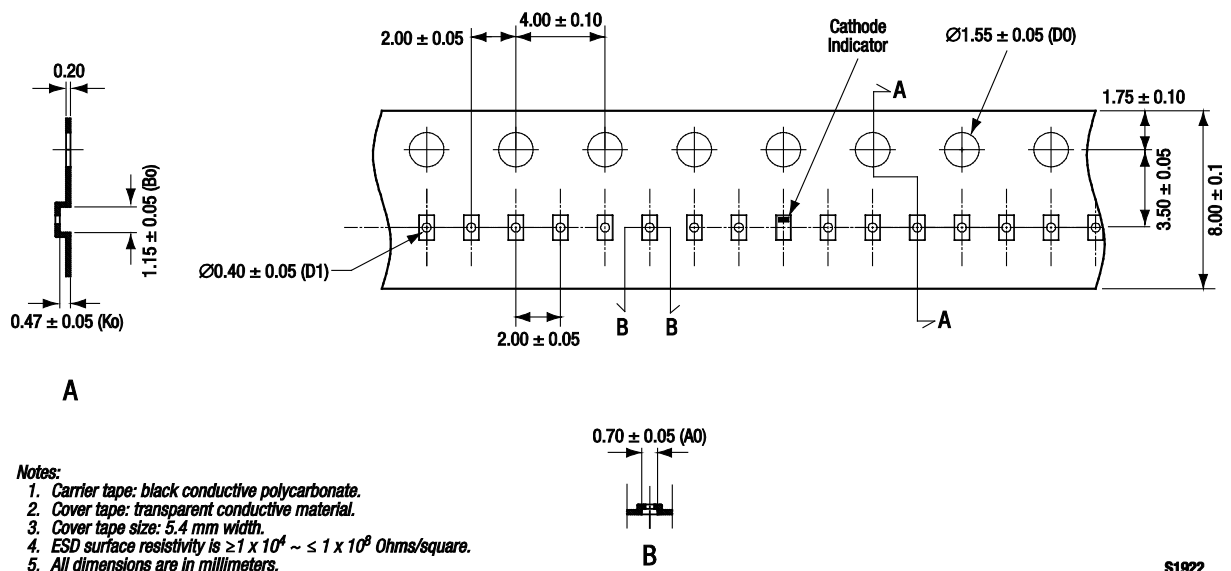 4.00 ± 0.10
2.00 ± 0.05
Cathode
Indicator
Ø1.55 ± 0.05 (D0)
0.20
A
1.75 ± 0.10
1.15 ± 0.05 (Bo)
3.50 ± 0.05
8.00 ± 0.1
Ø0.40 ± 0.05 (D1)
0.47 ± 0.05 (Ko)
B B
A
2.00 ± 0.05
A
0.70 ± 0.05 (A0)
Notes:
1. Carrier tape: black conductive polycarbonate.
2. Cover tape: transparent conductive material.
3. Cover tape size: 5.4 mm width.
4. ESD surface resistivity is ≥1 x 10⁴ ~ ≤ 1 x 10⁸ Ohms/square.
5. All dimensions are in millimeters.
B
S1922